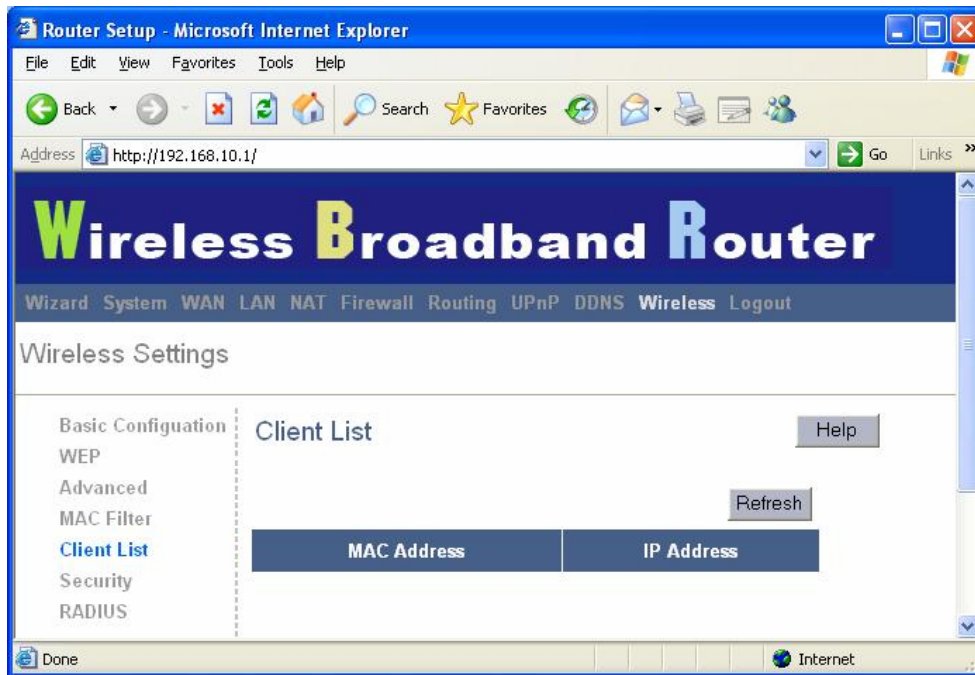 Router Setup - Microsoft Internet Explorer
File Edit View Favorites Tools Help
Back Search Favorites
Address http://192.168.10.1/ Go Links »
Wireless Broadband Router
Wizard System WAN LAN NAT Firewall Routing UPnP DDNS Wireless Logout
Wireless Settings
Basic Configuation
WEP
Advanced
MAC Filter
Client List
Security
RADIUS
Client List
Help
Refresh
MAC Address IP Address
Done Internet